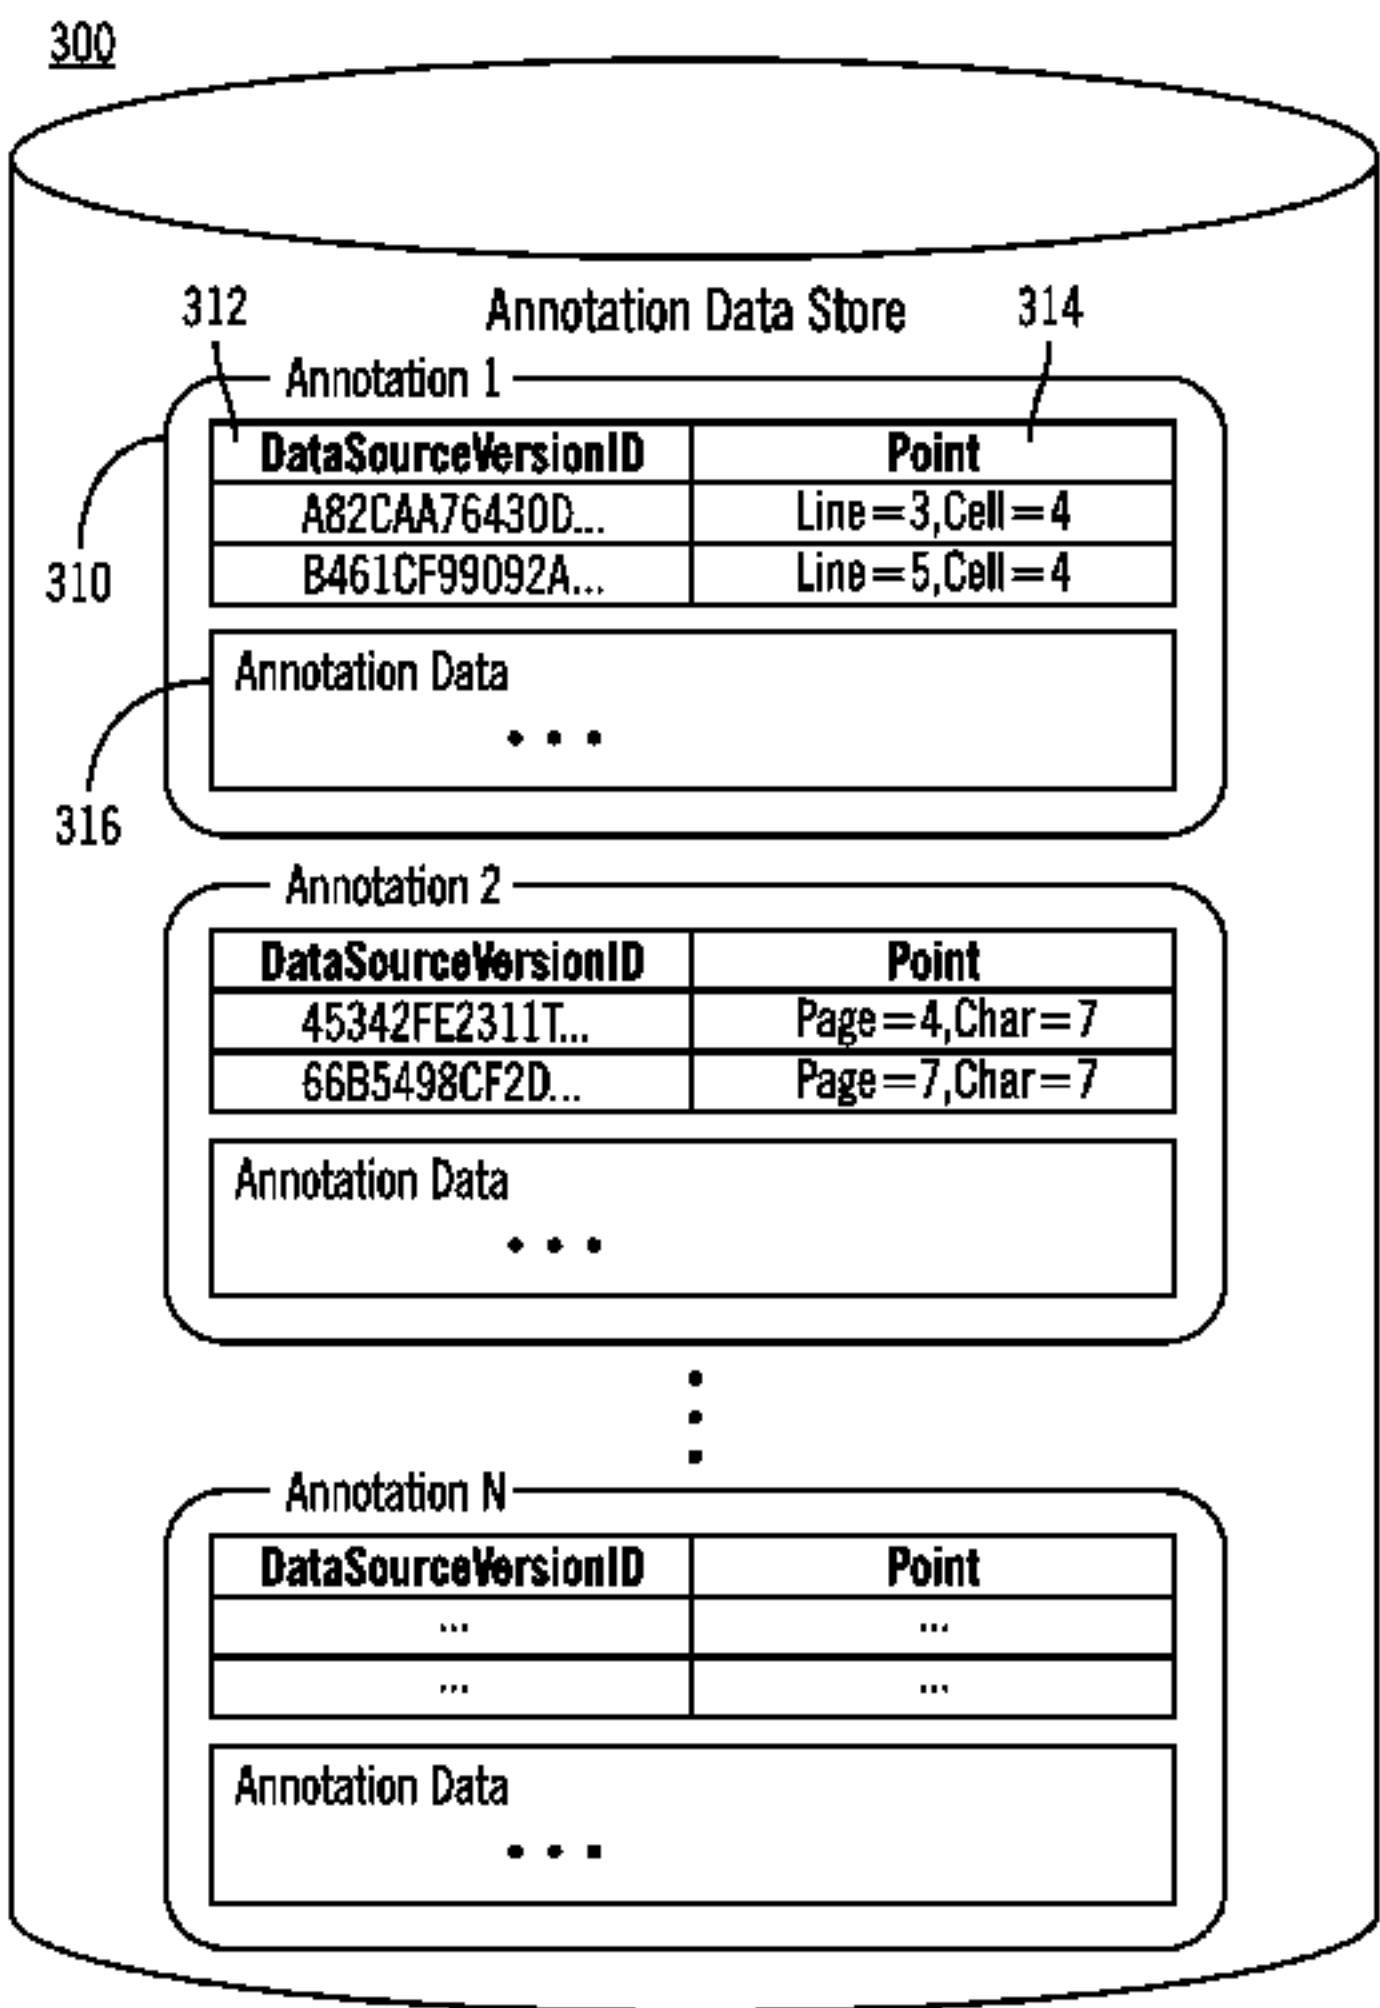 300
312 Annotation Data Store 314
Annotation 1
DataSourceVersionID Point
A82CAA76430D... Line=3,Cell=4
310 B461CF99092A... Line=5,Cell=4
Annotation Data
• • •
316
Annotation 2
DataSourceVersionID Point
45342FE2311T... Page=4,Char=7
66B5498CF2D... Page=7,Char=7
Annotation Data
• • •
Annotation N
DataSourceVersionID Point
... ...
... ...
Annotation Data
• • •